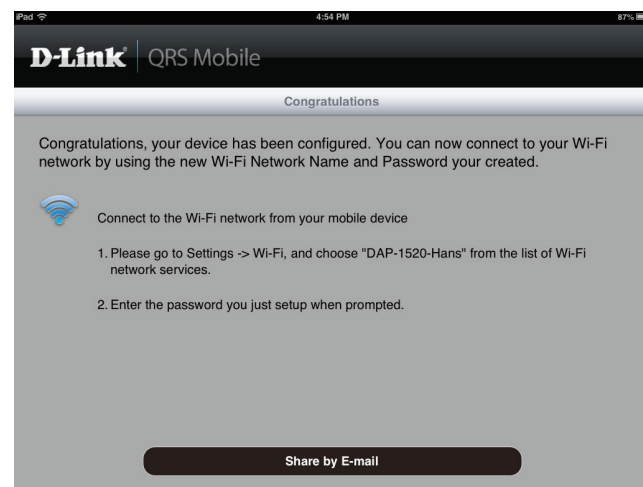 iPad 4:54 PM 87%
D-Link QRS Mobile
Congratulations
Congratulations, your device has been configured. You can now connect to your Wi-Fi
network by using the new Wi-Fi Network Name and Password your created.
Connect to the Wi-Fi network from your mobile device
1. Please go to Settings -> Wi-Fi, and choose "DAP-1520-Hans" from the list of Wi-Fi
network services.
2. Enter the password you just setup when prompted.
Share by E-mail